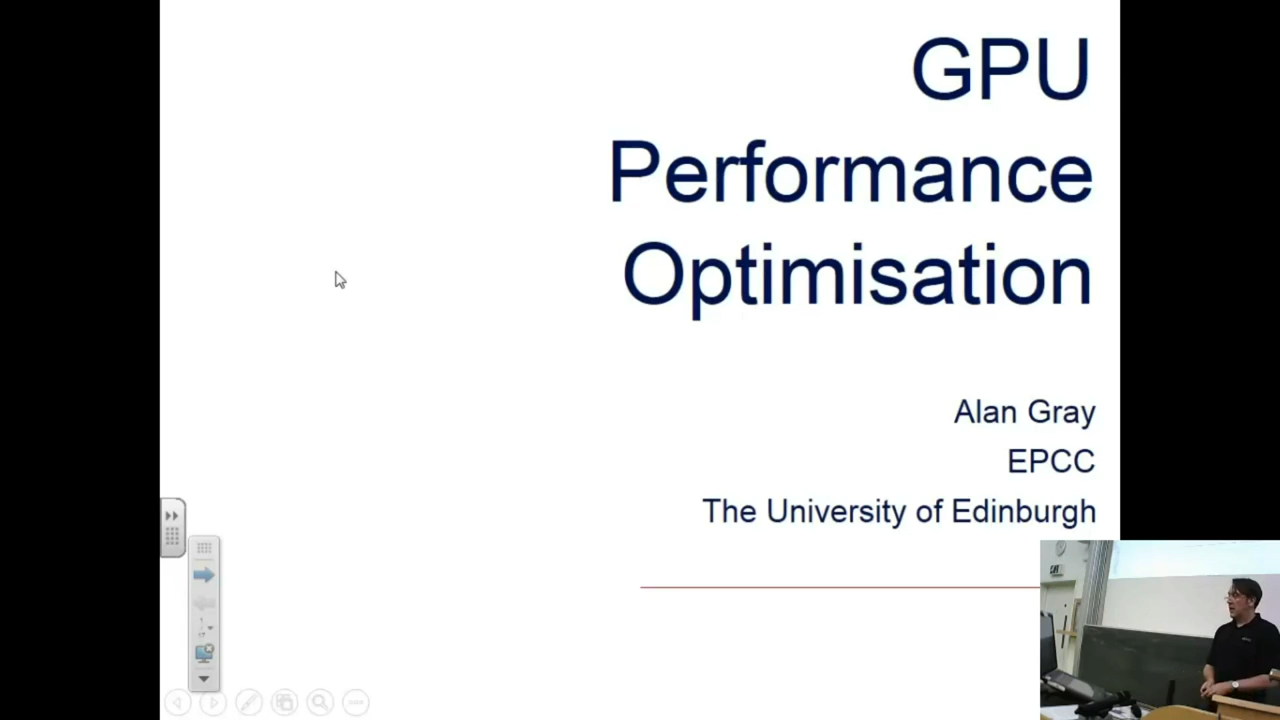 GPU
Performance
Optimisation
Alan Gray
EPCC
The University of Edinburgh